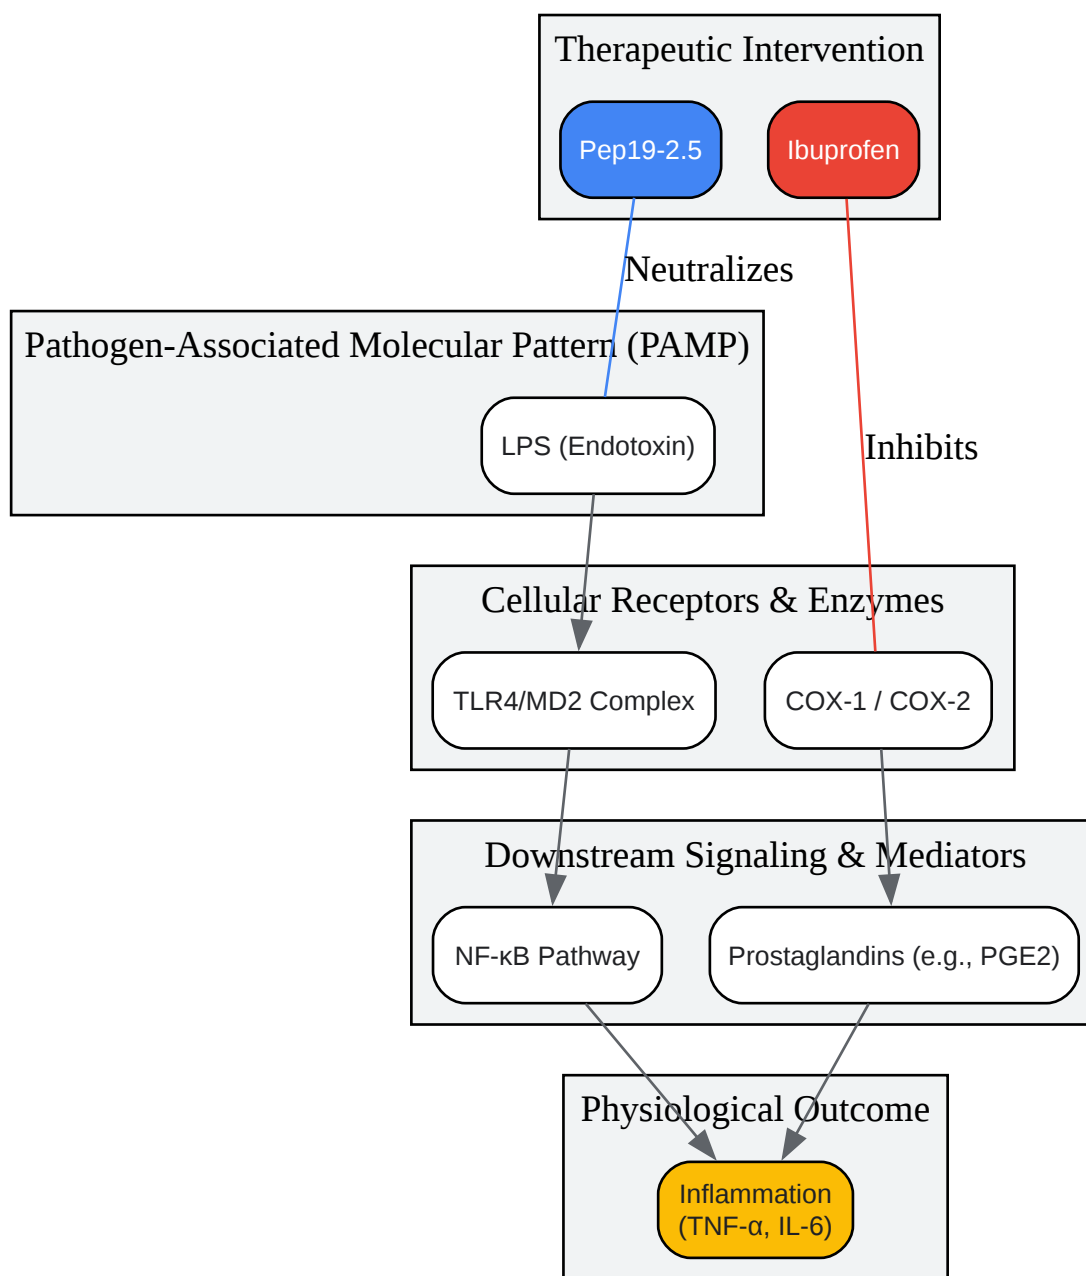 Therapeutic Intervention
Pep19-2.5
Ibuprofen
Neutralizes
Pathogen-Associated Molecular Pattern (PAMP)
LPS (Endotoxin)
Inhibits
Cellular Receptors & Enzymes
TLR4/MD2 Complex
COX-1 / COX-2
Downstream Signaling & Mediators
NF-κB Pathway
Prostaglandins (e.g., PGE2)
Physiological Outcome
Inflammation
(TNF-α, IL-6)